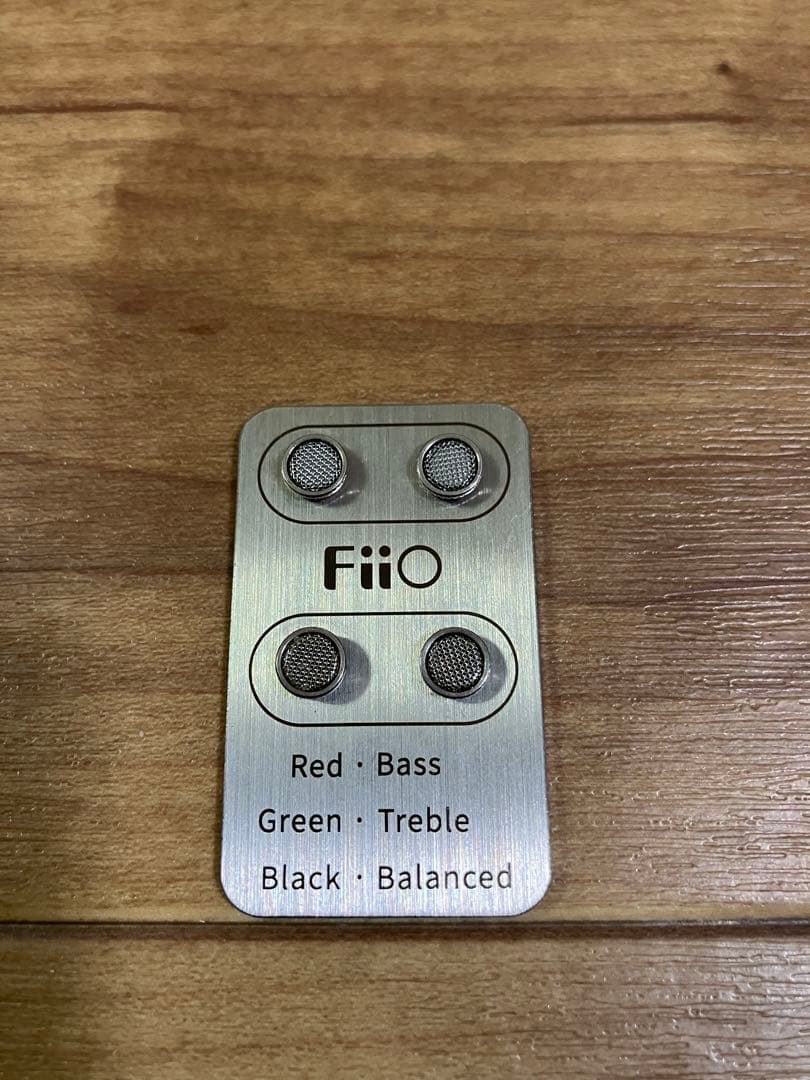 FiiO
Red · Bass
Green · Treble
Black · Balanced